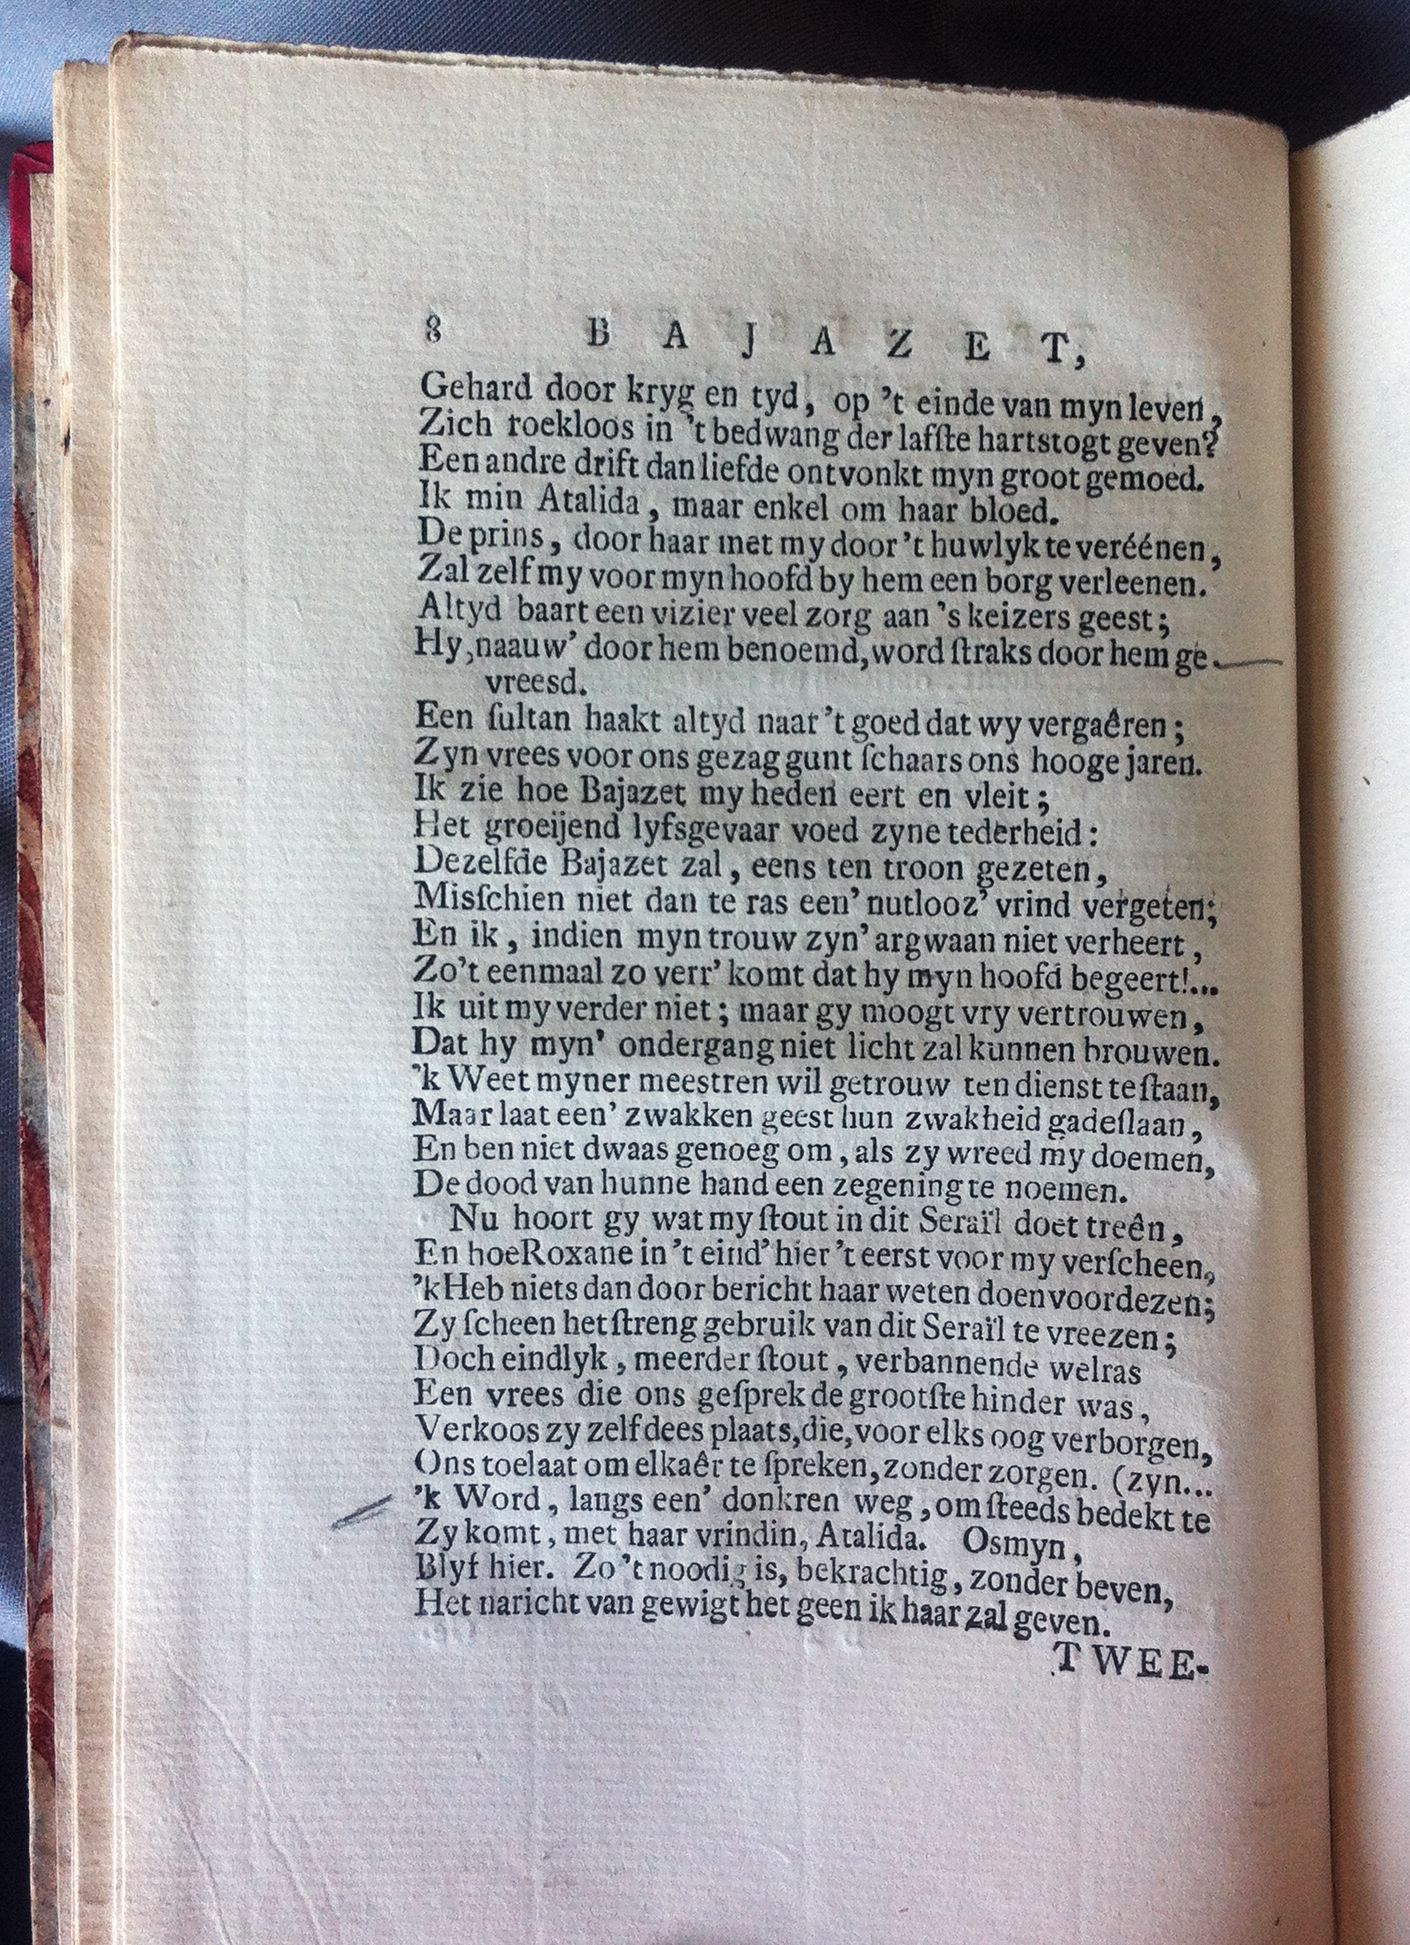 8 BAJAZET,
Gehard door kryg en tyd, op 't einde van myn leven,
Zich roekloos in 't bedwang der lafſte hartstogt geven?
Een andre drift dan liefde ontvonkt myn groot gemoed.
Ik min Atalida, maar enkel om haar bloed.
De prins, door haar met my door 't huwlyk te veréénen,
Zal zelf my voor myn hoofd by hem een borg verleenen.
Altyd baart een vizier veel zorg aan 's keizers geest;
Hy, naauw' door hem benoemd, word ſtraks door hem ge-
vreesd.
Een ſultan haakt altyd naar 't goed dat wy vergaêren;
Zyn vrees voor ons gezag gunt ſchaars ons hooge jaren.
Ik zie hoe Bajazet my heden eert en vleit;
Het groeijend lyfsgevaar voed zyne tederheid:
Dezelfde Bajazet zal, eens ten troon gezeten,
Misſchien niet dan te ras een' nutlooz' vrind vergeten;
En ik, indien myn trouw zyn' argwaan niet verheert,
Zo 't eenmaal zo verr' komt dat hy myn hoofd begeert!...
Ik uit my verder niet; maar gy moogt vry vertrouwen,
Dat hy myn' ondergang niet licht zal kunnen brouwen.
'k Weet myner meestren wil getrouw ten dienst te ſtaan,
Maar laat een' zwakken geest hun zwakheid gadeſlaan,
En ben niet dwaas genoeg om, als zy wreed my doemen,
De dood van hunne hand een zegening te noemen.
Nu hoort gy wat my ſtout in dit Seraïl doet treên,
En hoe Roxane in 't eind' hier 't eerst voor my verſcheen,
'k Heb niets dan door bericht haar weten doen voordezen;
Zy ſcheen het ſtreng gebruik van dit Seraïl te vreezen;
Doch eindlyk, meerder ſtout, verbannende welras
Een vrees die ons geſprek de grootſte hinder was,
Verkoos zy zelf dees plaats, die, voor elks oog verborgen,
Ons toelaat om elkaêr te ſpreken, zonder zorgen. (zyn...
'k Word, langs een' donkren weg, om ſteeds bedekt te
Zy komt, met haar vrindin, Atalida. Osmyn,
Blyf hier. Zo 't noodig is, bekrachtig, zonder beven,
Het naricht van gewigt het geen ik haar zal geven.
TWEE-